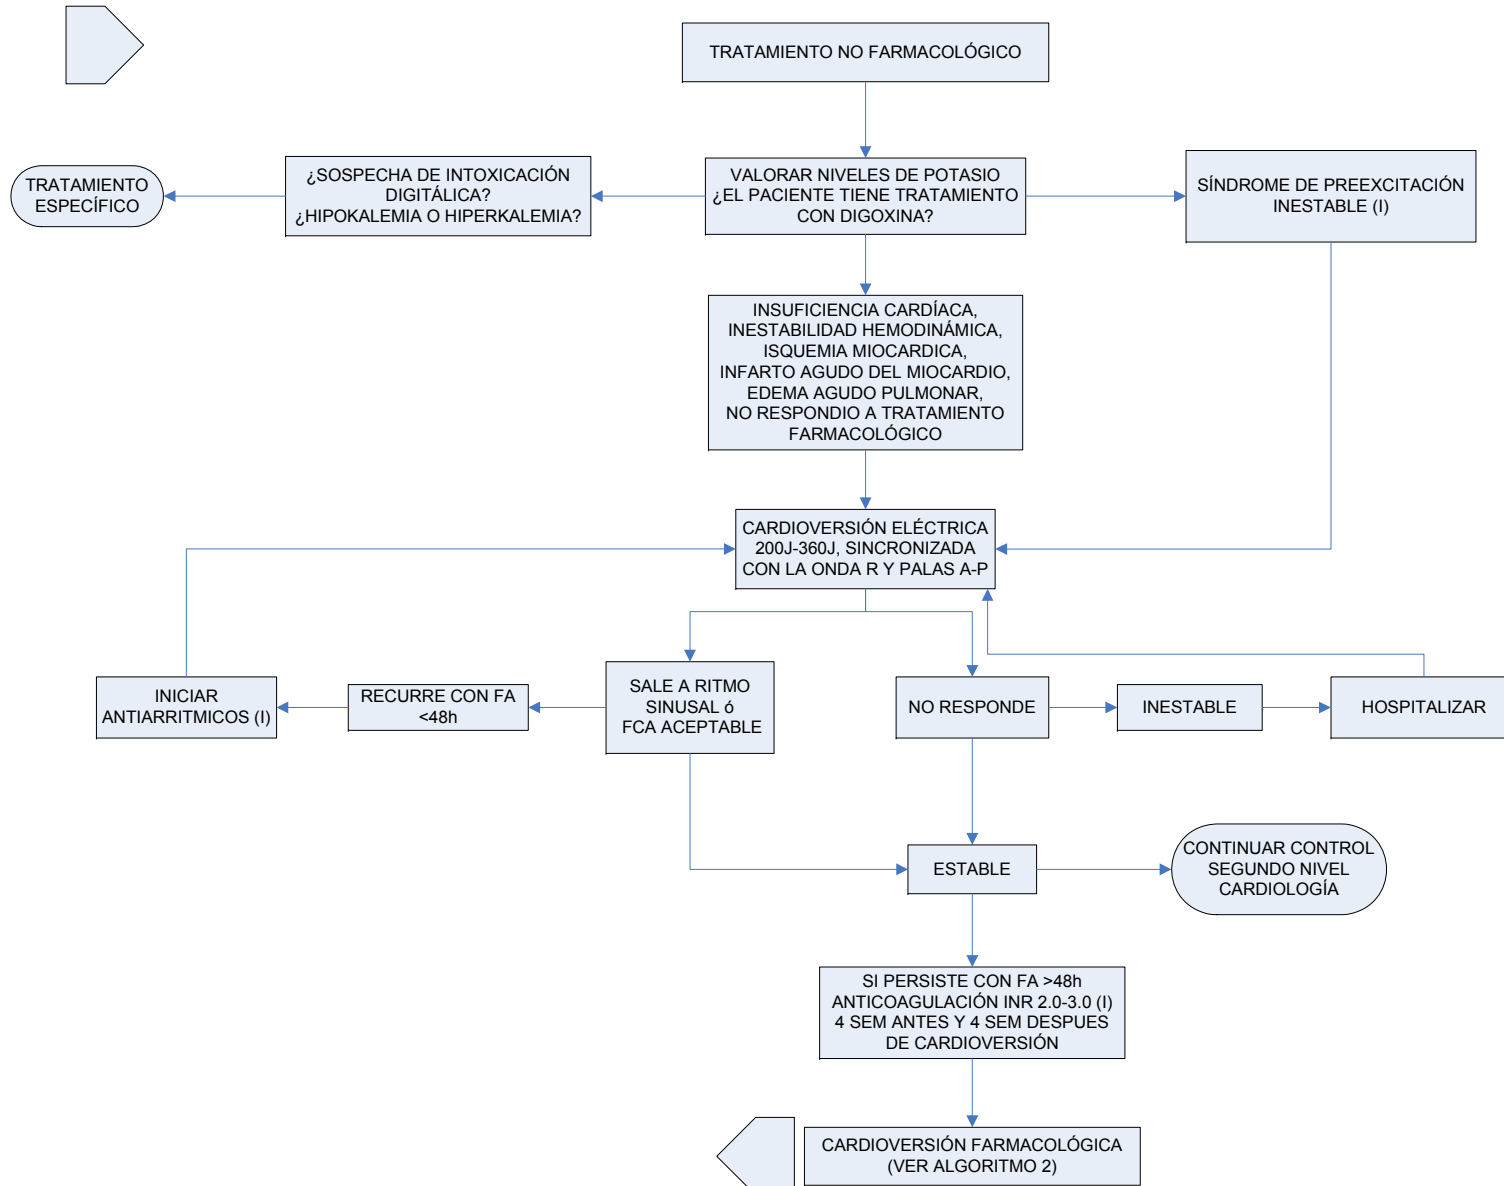 TRATAMIENTO NO FARMACOLÓGICO
TRATAMIENTO
ESPECÍFICO
¿SOSPECHA DE INTOXICACIÓN
DIGITÁLICA?
¿HIPOKALEMIA O HIPERKALEMIA?
VALORAR NIVELES DE POTASIO
¿EL PACIENTE TIENE TRATAMIENTO
CON DIGOXINA?
SÍNDROME DE PREEXCITACIÓN
INESTABLE (I)
INSUFICIENCIA CARDÍACA,
INESTABILIDAD HEMODINÁMICA,
ISQUEMIA MIOCARDICA,
INFARTO AGUDO DEL MIOCARDIO,
EDEMA AGUDO PULMONAR,
NO RESPONDIO A TRATAMIENTO
FARMACOLÓGICO
CARDIOVERSIÓN ELÉCTRICA
200J-360J, SINCRONIZADA
CON LA ONDA R Y PALAS A-P
INICIAR
ANTIARRITMICOS (I)
RECURRE CON FA
<48h
SALE A RITMO
SINUSAL ó
FCA ACEPTABLE
NO RESPONDE
INESTABLE
HOSPITALIZAR
ESTABLE
CONTINUAR CONTROL
SEGUNDO NIVEL
CARDIOLOGÍA
SI PERSISTE CON FA >48h
ANTICOAGULACIÓN INR 2.0-3.0 (I)
4 SEM ANTES Y 4 SEM DESPUES
DE CARDIOVERSIÓN
CARDIOVERSIÓN FARMACOLÓGICA
(VER ALGORITMO 2)